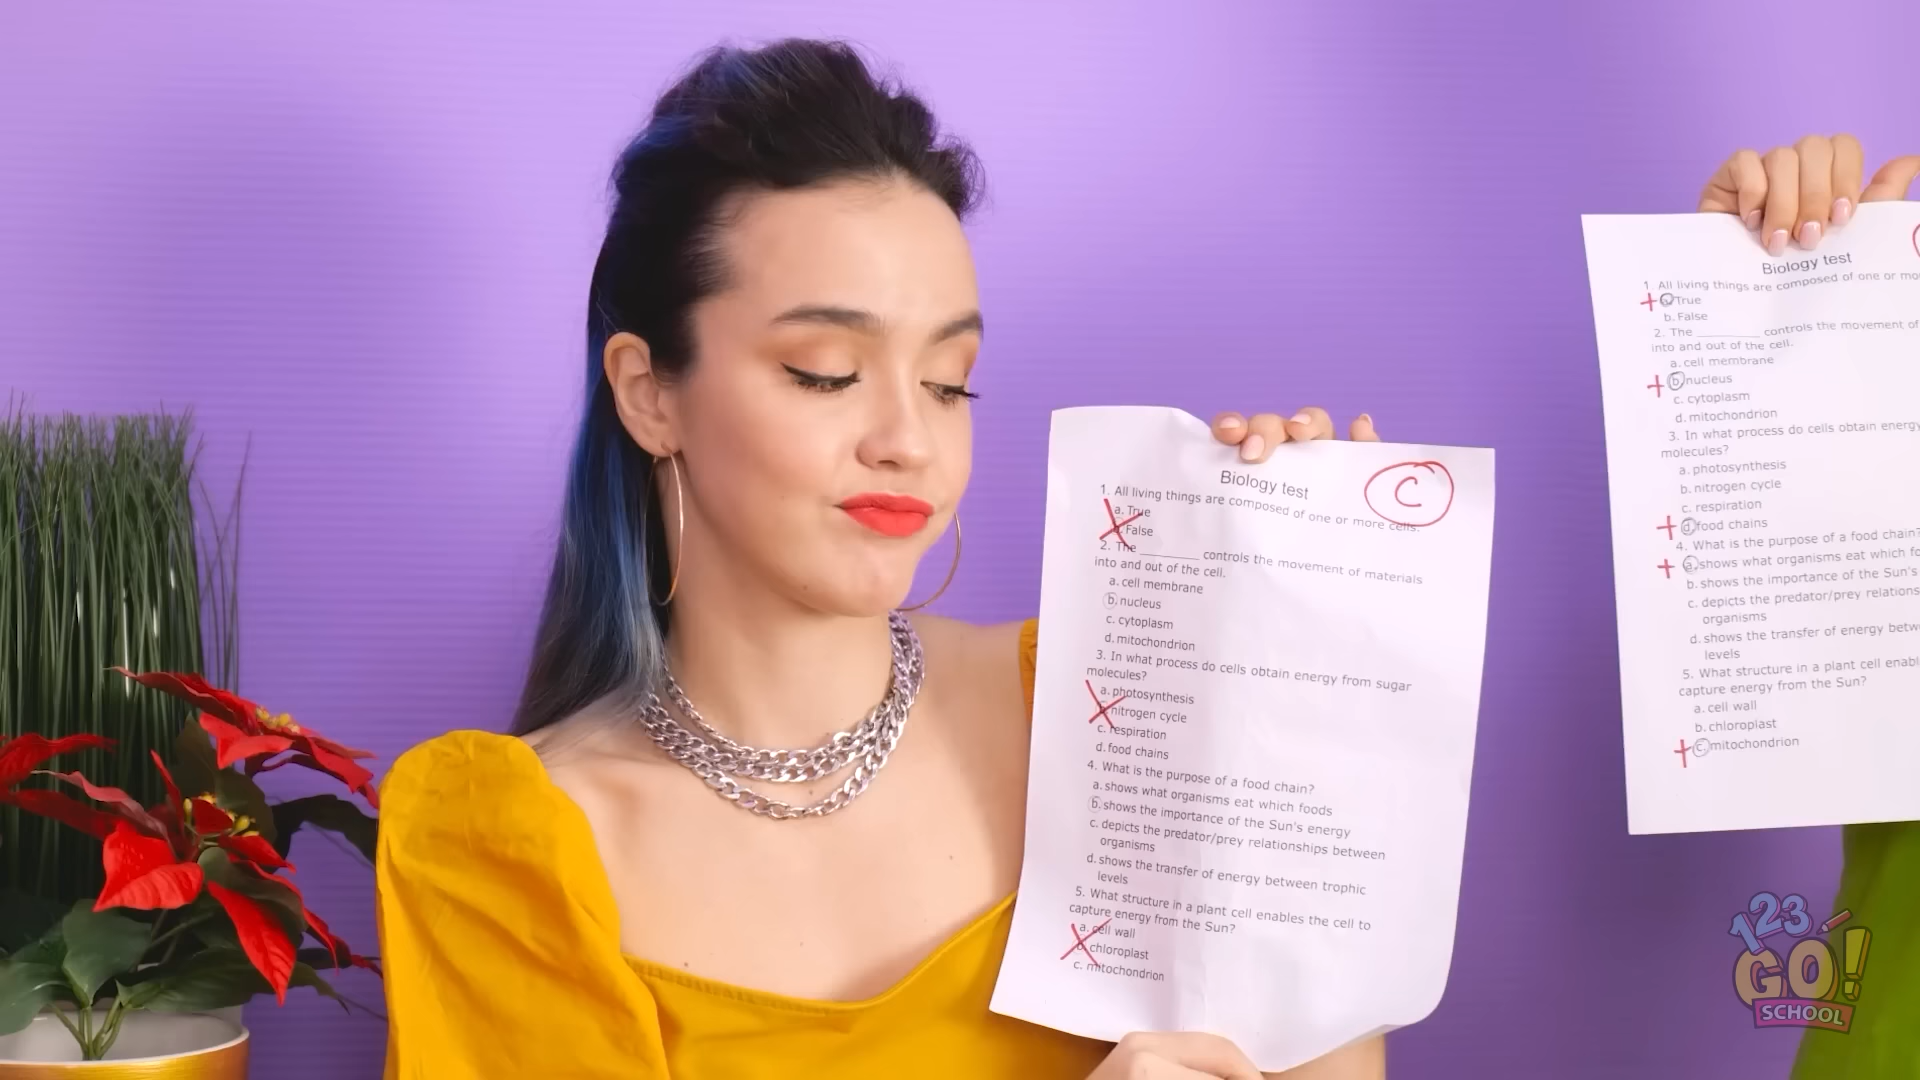 Biology test
C
1. All living things are composed of one or more cells.
a. True
False
2. The ________ controls the movement of materials
into and out of the cell.
a. cell membrane
b. nucleus
c. cytoplasm
d. mitochondrion
3. In what process do cells obtain energy from sugar
molecules?
a. photosynthesis
nitrogen cycle
c. respiration
d. food chains
4. What is the purpose of a food chain?
a. shows what organisms eat which foods
b. shows the importance of the Sun's energy
c. depicts the predator/prey relationships between
organisms
d. shows the transfer of energy between trophic
levels
5. What structure in a plant cell enables the cell to
capture energy from the Sun?
a. cell wall
b. chloroplast
c. mitochondrion
Biology test
1. All living things are composed of one or
+ a. True
b. False
2. The ________ controls the movement of
into and out of the cell.
a. cell membrane
+ b. nucleus
c. cytoplasm
d. mitochondrion
3. In what process do cells obtain energy
molecules?
a. photosynthesis
b. nitrogen cycle
c. respiration
+ d. food chains
4. What is the purpose of a food chain?
+ a. shows what organisms eat which
b. shows the importance of the Sun's
c. depicts the predator/prey
organisms
d. shows the transfer of energy
levels
5. What structure in a plant cell
capture energy from the Sun?
a. cell wall
b. chloroplast
+ c. mitochondrion
123
GO!
SCHOOL